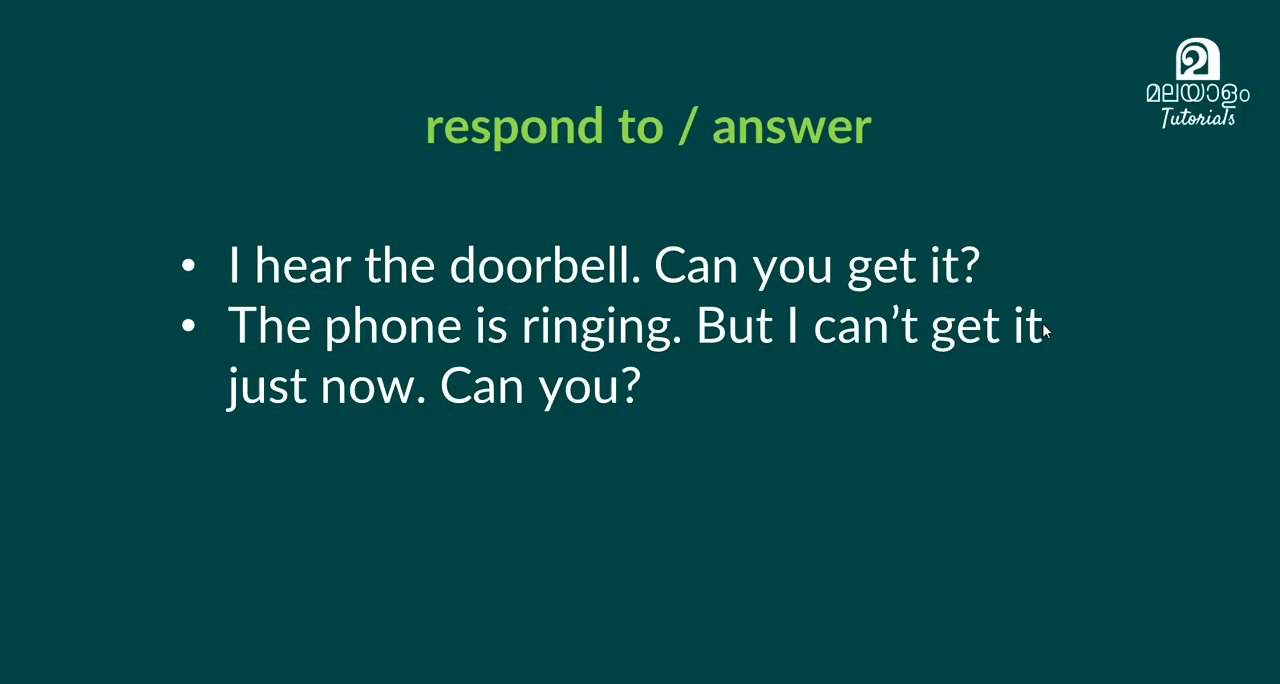 മ
മലയാളം
Tutorials
respond to / answer
• I hear the doorbell. Can you get it?
• The phone is ringing. But I can’t get it
just now. Can you?